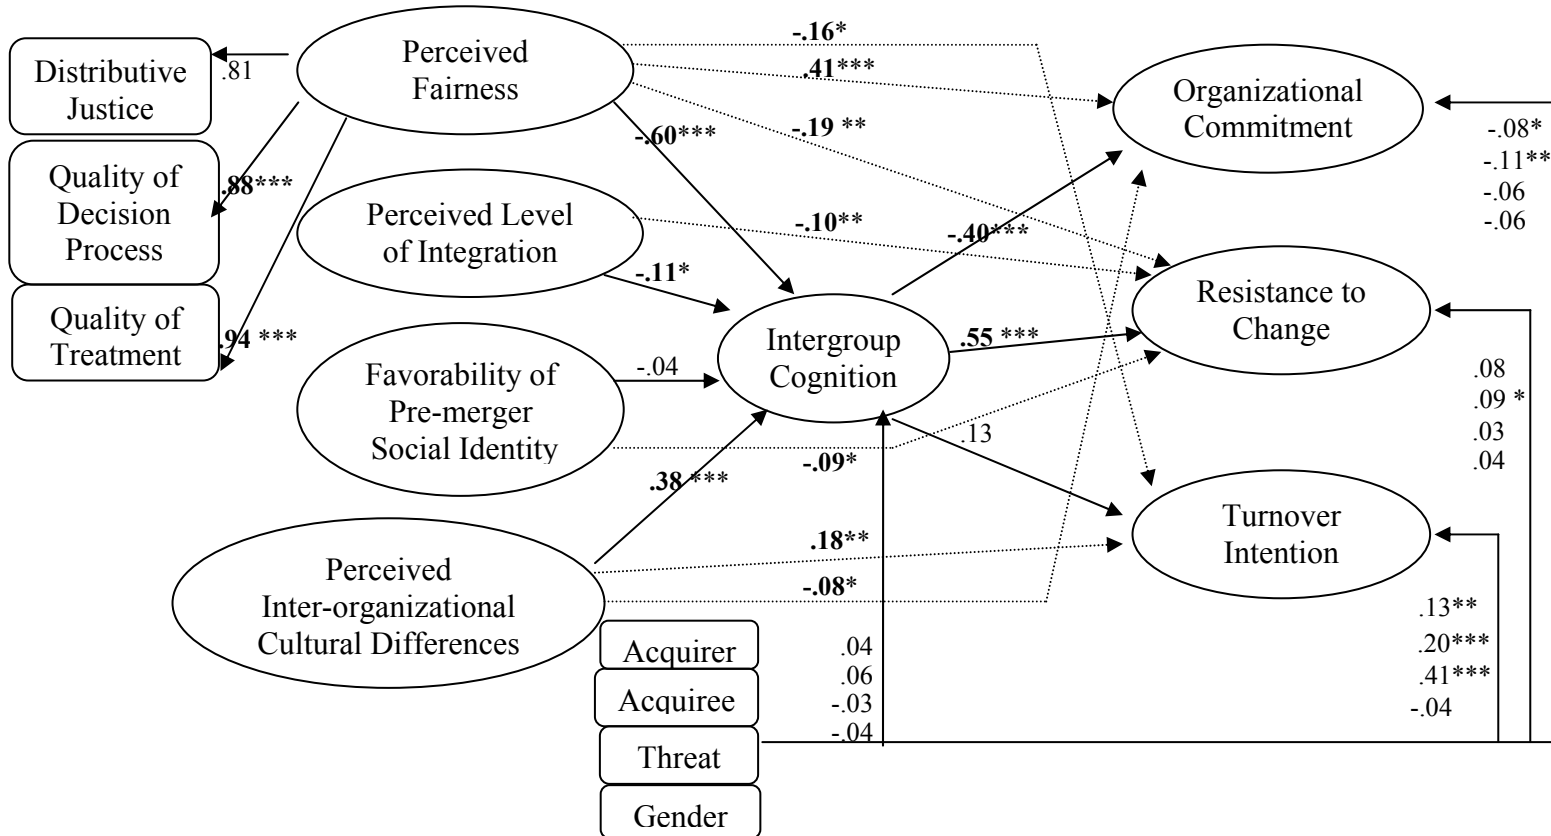 Distributive
Justice
.81
Quality of
Decision
Process
.88***
Quality of
Treatment
.94 ***
Perceived
Fairness
Perceived Level
of Integration
Favorability of
Pre-merger
Social Identity
Perceived
Inter-organizational
Cultural Differences
-.16*
.41***
-.19 **
-.60***
-.10**
-.11*
-.04
.38 ***
-.09*
.18**
-.08*
Intergroup
Cognition
-.40***
.55 ***
.13
Organizational
Commitment
-.08*
-.11**
-.06
-.06
Resistance to
Change
.08
.09 *
.03
.04
Turnover
Intention
.13**
.20***
.41***
-.04
Acquirer
Acquiree
Threat
Gender
.04
.06
-.03
-.04